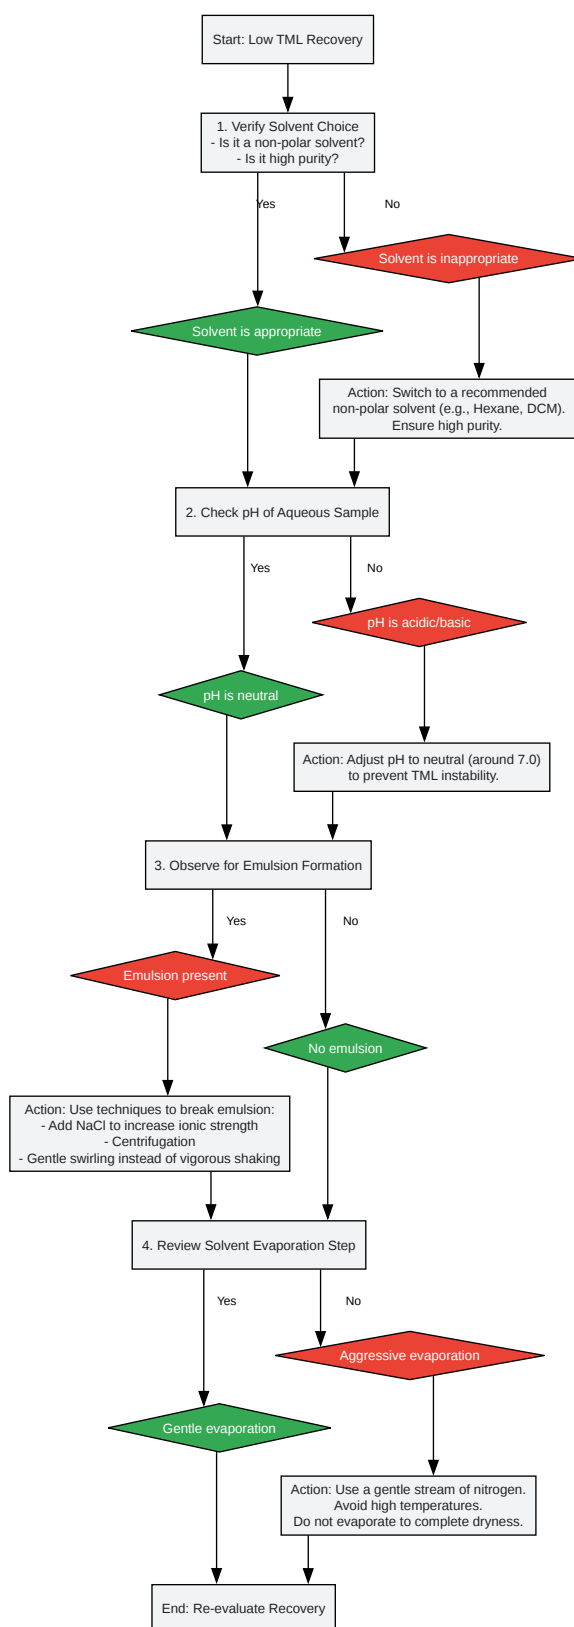 Start: Low TML Recovery
1. Verify Solvent Choice
- Is it a non-polar solvent?
- Is it high purity?
Yes
No
Solvent is inappropriate
Solvent is appropriate
Action: Switch to a recommended
non-polar solvent (e.g., Hexane, DCM).
Ensure high purity.
2. Check pH of Aqueous Sample
Yes
No
pH is acidic/basic
pH is neutral
Action: Adjust pH to neutral (around 7.0)
to prevent TML instability.
3. Observe for Emulsion Formation
Yes
No
Emulsion present
No emulsion
Action: Use techniques to break emulsion:
- Add NaCl to increase ionic strength
- Centrifugation
- Gentle swirling instead of vigorous shaking
4. Review Solvent Evaporation Step
Yes
No
Aggressive evaporation
Gentle evaporation
Action: Use a gentle stream of nitrogen.
Avoid high temperatures.
Do not evaporate to complete dryness.
End: Re-evaluate Recovery